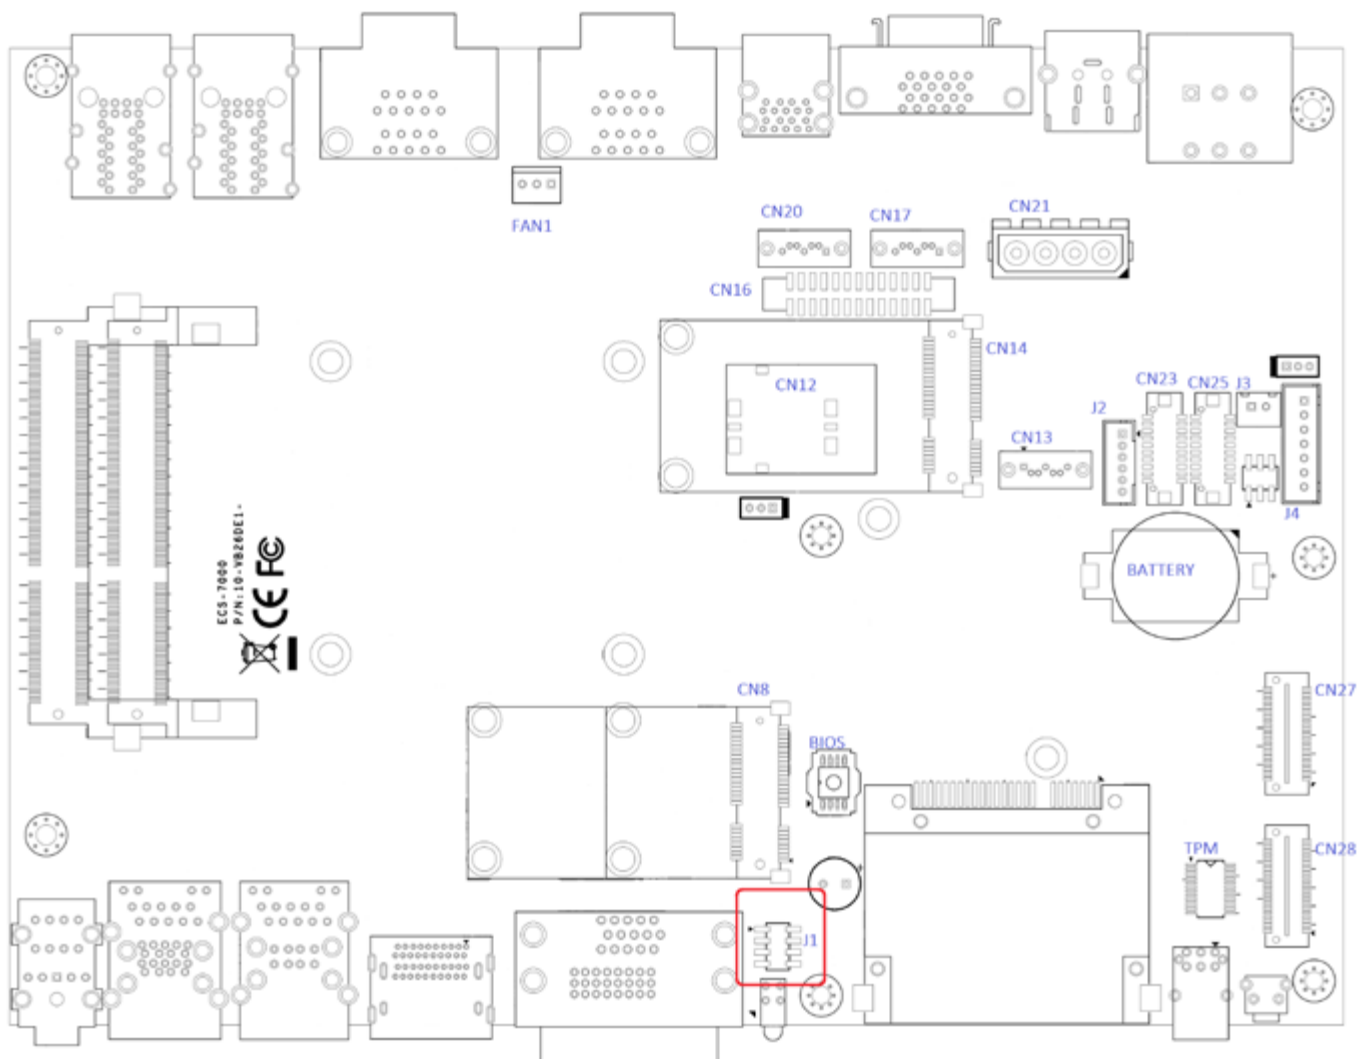 FAN1
CN20
CN17
CN21
CN16
CN14
CN12
CN23
CN25
J3
J2
CN13
J4
BATTERY
ECS-7000
P/N:10-VB26DE1-
CE FC
CN8
CN27
BIOS
TPM
CN28
J1